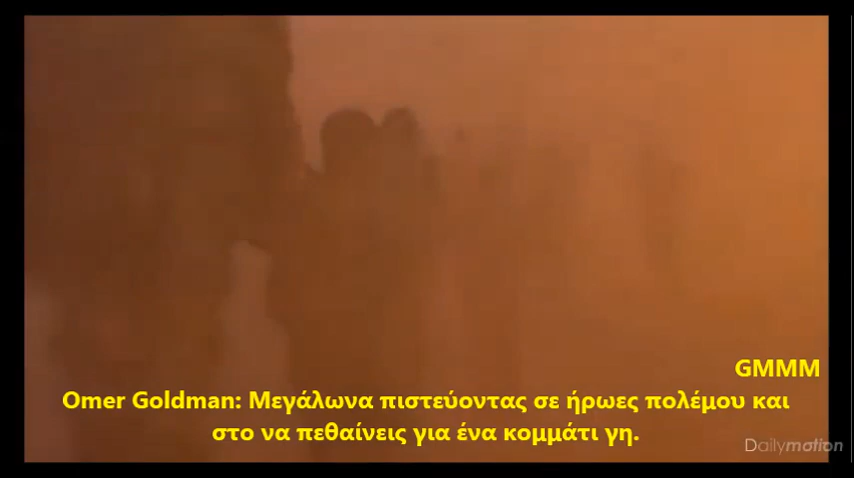 GMMM
Omer Goldman: Μεγάλωνα πιστεύοντας σε ήρωες πολέμου και
στο να πεθαίνεις για ένα κομμάτι γη.
Dailymotion